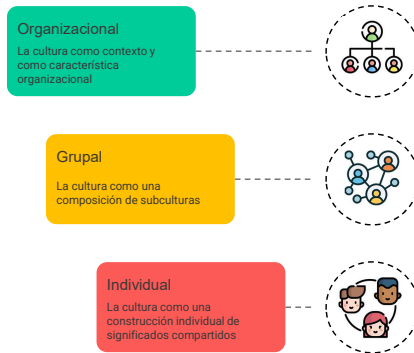 Organizacional
La cultura como contexto y
como característica
organizacional
Grupal
La cultura como una
composición de subculturas
Individual
La cultura como una
construcción individual de
significados compartidos